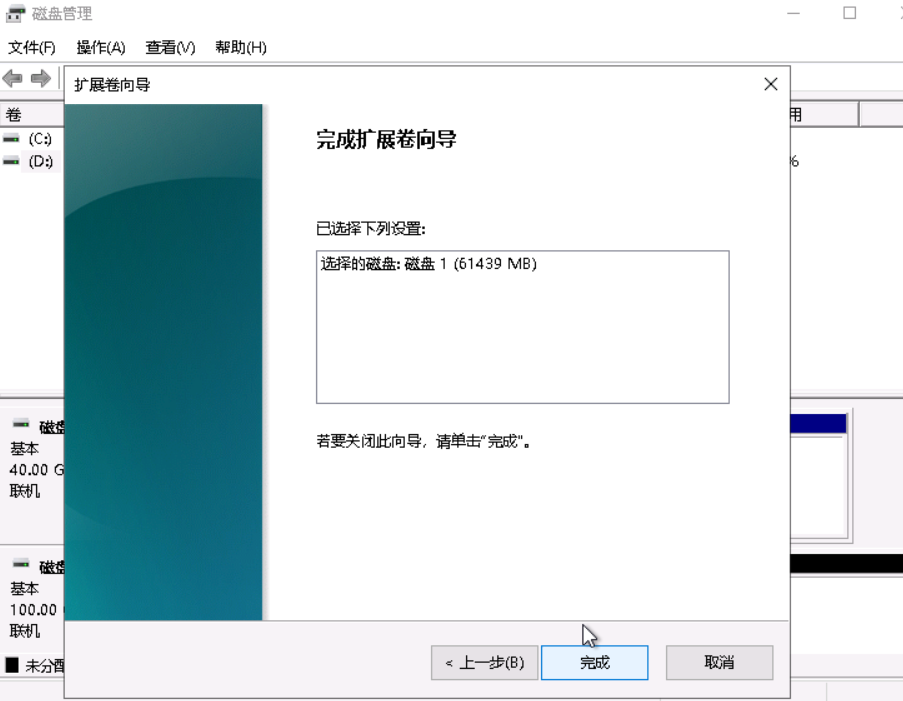 磁盘管理
文件(F) 操作(A) 查看(V) 帮助(H)
扩展卷向导
卷
用
(C:)
(D:)
%
完成扩展卷向导
已选择下列设置:
选择的磁盘: 磁盘 1 (61439 MB)
若要关闭此向导，请单击"完成"。
磁盘
基本
40.00 G
联机
磁盘
基本
100.00
联机
未分配
< 上一步(B) 完成 取消